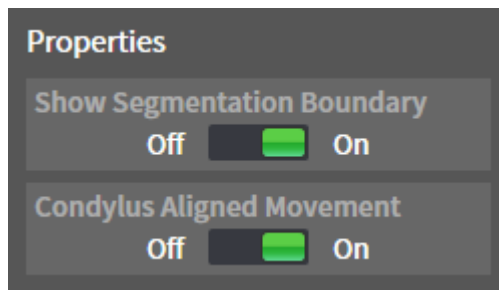 Properties
Show Segmentation Boundary
Off On
Condylus Aligned Movement
Off On